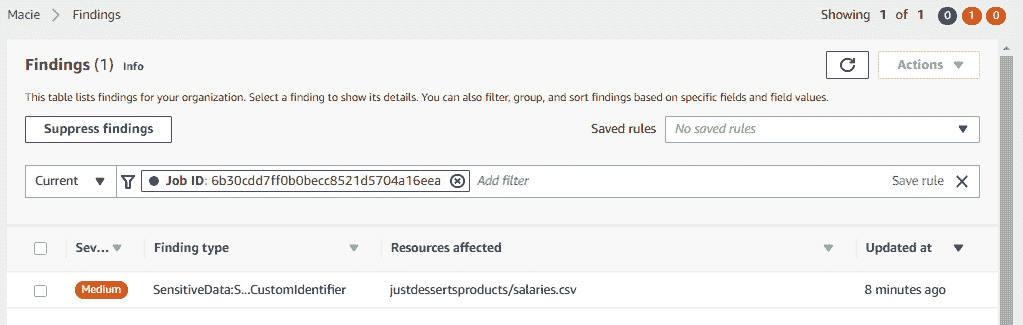 Macie > Findings
Showing 1 of 1 0 1 0
Findings (1) Info
Actions
This table lists findings for your organization. Select a finding to show its details. You can also filter, group, and sort findings based on specific fields and field values.
Suppress findings
Saved rules
No saved rules
Current
Job ID: 6b30cdd7ff0b0becc8521d5704a16eea
Add filter
Save rule
Sev... Finding type Resources affected Updated at
Medium SensitiveData:S...CustomIdentifier justdessertsproducts/salaries.csv 8 minutes ago